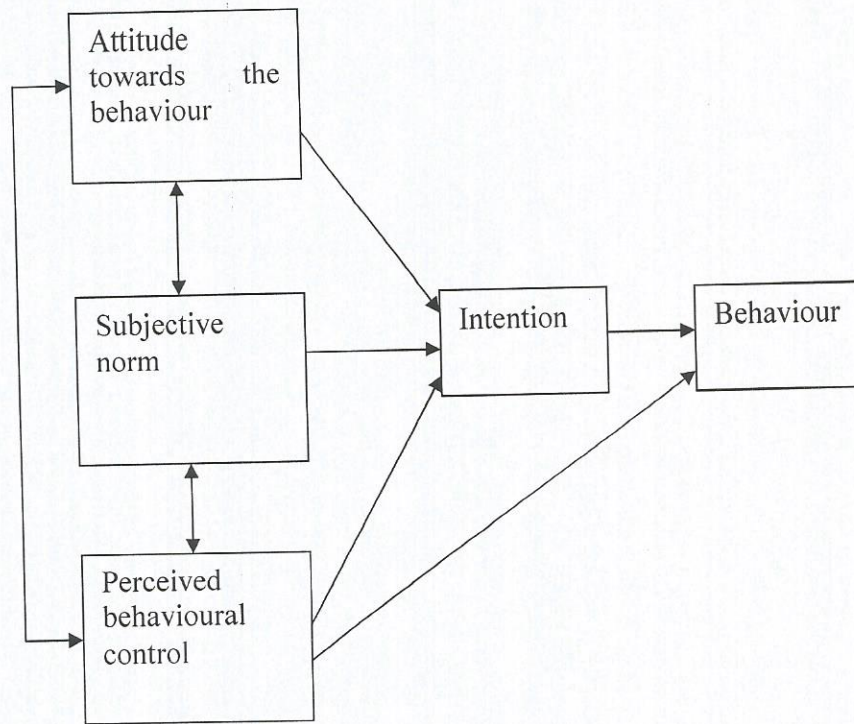 Attitude
towards the
behaviour
Subjective
norm
Intention
Behaviour
Perceived
behavioural
control